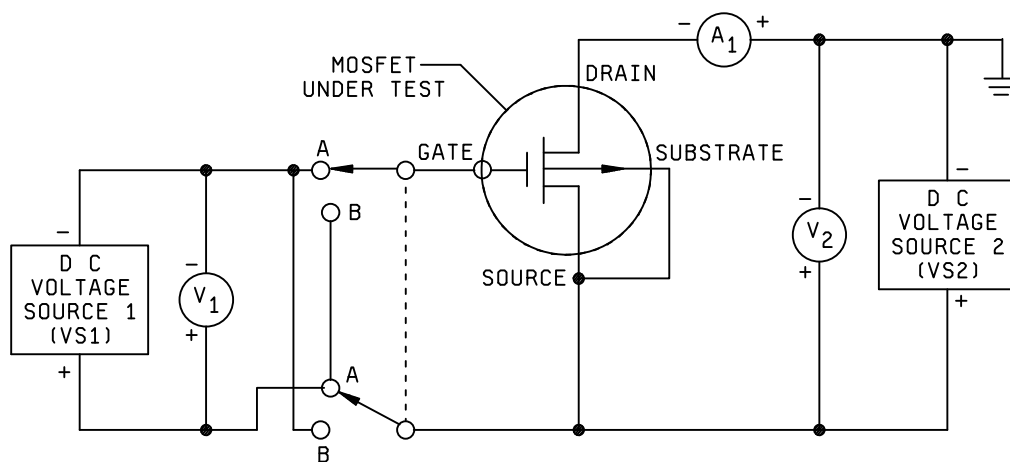 - A1 +
MOSFET
UNDER TEST
DRAIN
A
GATE
SUBSTRATE
B
-
D C
VOLTAGE
SOURCE 1
(VS1)
+
-
V1
+
SOURCE
-
V2
+
-
D C
VOLTAGE
SOURCE 2
(VS2)
+
A
B